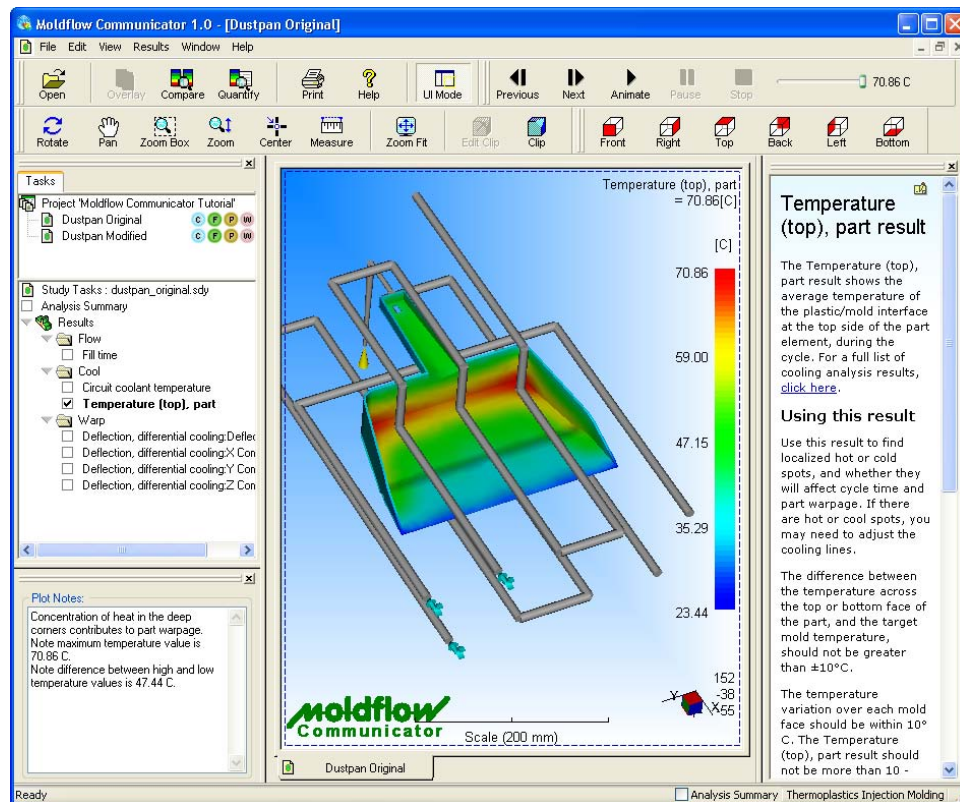 Moldflow Communicator 1.0 - [Dustpan Original]
File Edit View Results Window Help
Open Overlay Compare Quantify Print Help UI Mode Previous Next Animate Pause Stop 70.86 C
Rotate Pan Zoom Box Zoom Center Measure Zoom Fit Edit Clip Clip Front Right Top Back Left Bottom
Tasks
Project 'Moldflow Communicator Tutorial'
Dustpan Original C F P W
Dustpan Modified C F P W
Study Tasks : dustpan_original.sdy
Analysis Summary
Results
Flow
Fill time
Cool
Circuit coolant temperature
Temperature (top), part
Warp
Deflection, differential cooling:Deflec
Deflection, differential cooling:X Con
Deflection, differential cooling:Y Con
Deflection, differential cooling:Z Con
Plot Notes:
Concentration of heat in the deep
corners contributes to part warpage.
Note maximum temperature value is
70.86 C.
Note difference between high and low
temperature values is 47.44 C.
Temperature (top), part
= 70.86[C]
[C]
70.86
59.00
47.15
35.29
23.44
152
-38
-55
Y
X
moldflow
Communicator
Scale (200 mm)
Dustpan Original
Temperature
(top), part result
The Temperature (top),
part result shows the
average temperature of
the plastic/mold interface
at the top side of the part
element, during the
cycle. For a full list of
cooling analysis results,
click here.
Using this result
Use this result to find
localized hot or cold
spots, and whether they
will affect cycle time and
part warpage. If there
are hot or cool spots, you
may need to adjust the
cooling lines.
The difference between
the temperature across
the top or bottom face of
the part, and the target
mold temperature,
should not be greater
than ±10°C.
The temperature
variation over each mold
face should be within 10°
C. The Temperature
(top), part result should
not be more than 10 -
Ready
Analysis Summary Thermoplastics Injection Molding